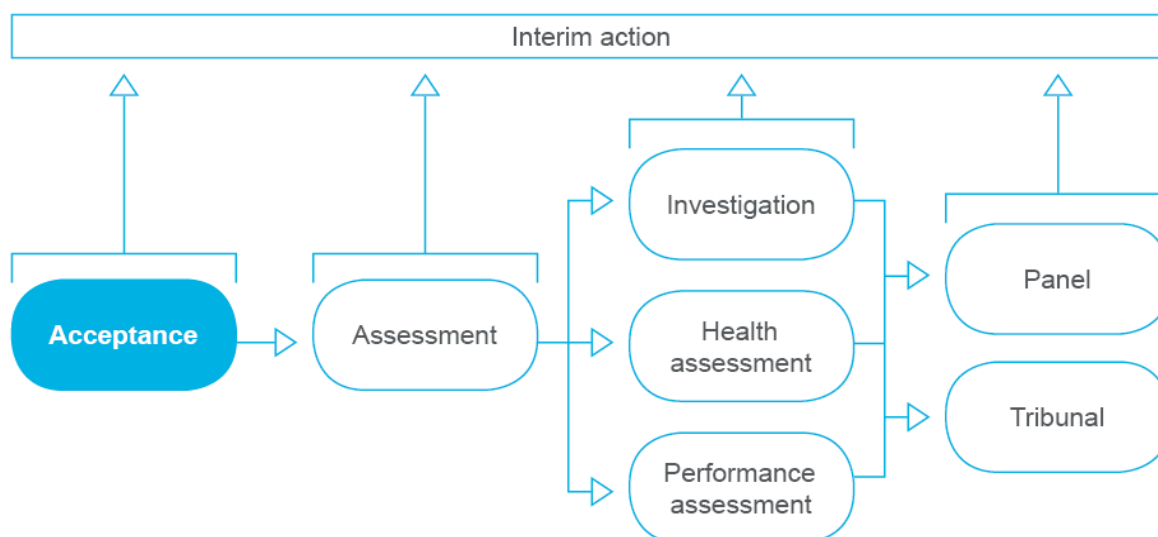 Interim action
Acceptance
Assessment
Investigation
Health
assessment
Performance
assessment
Panel
Tribunal